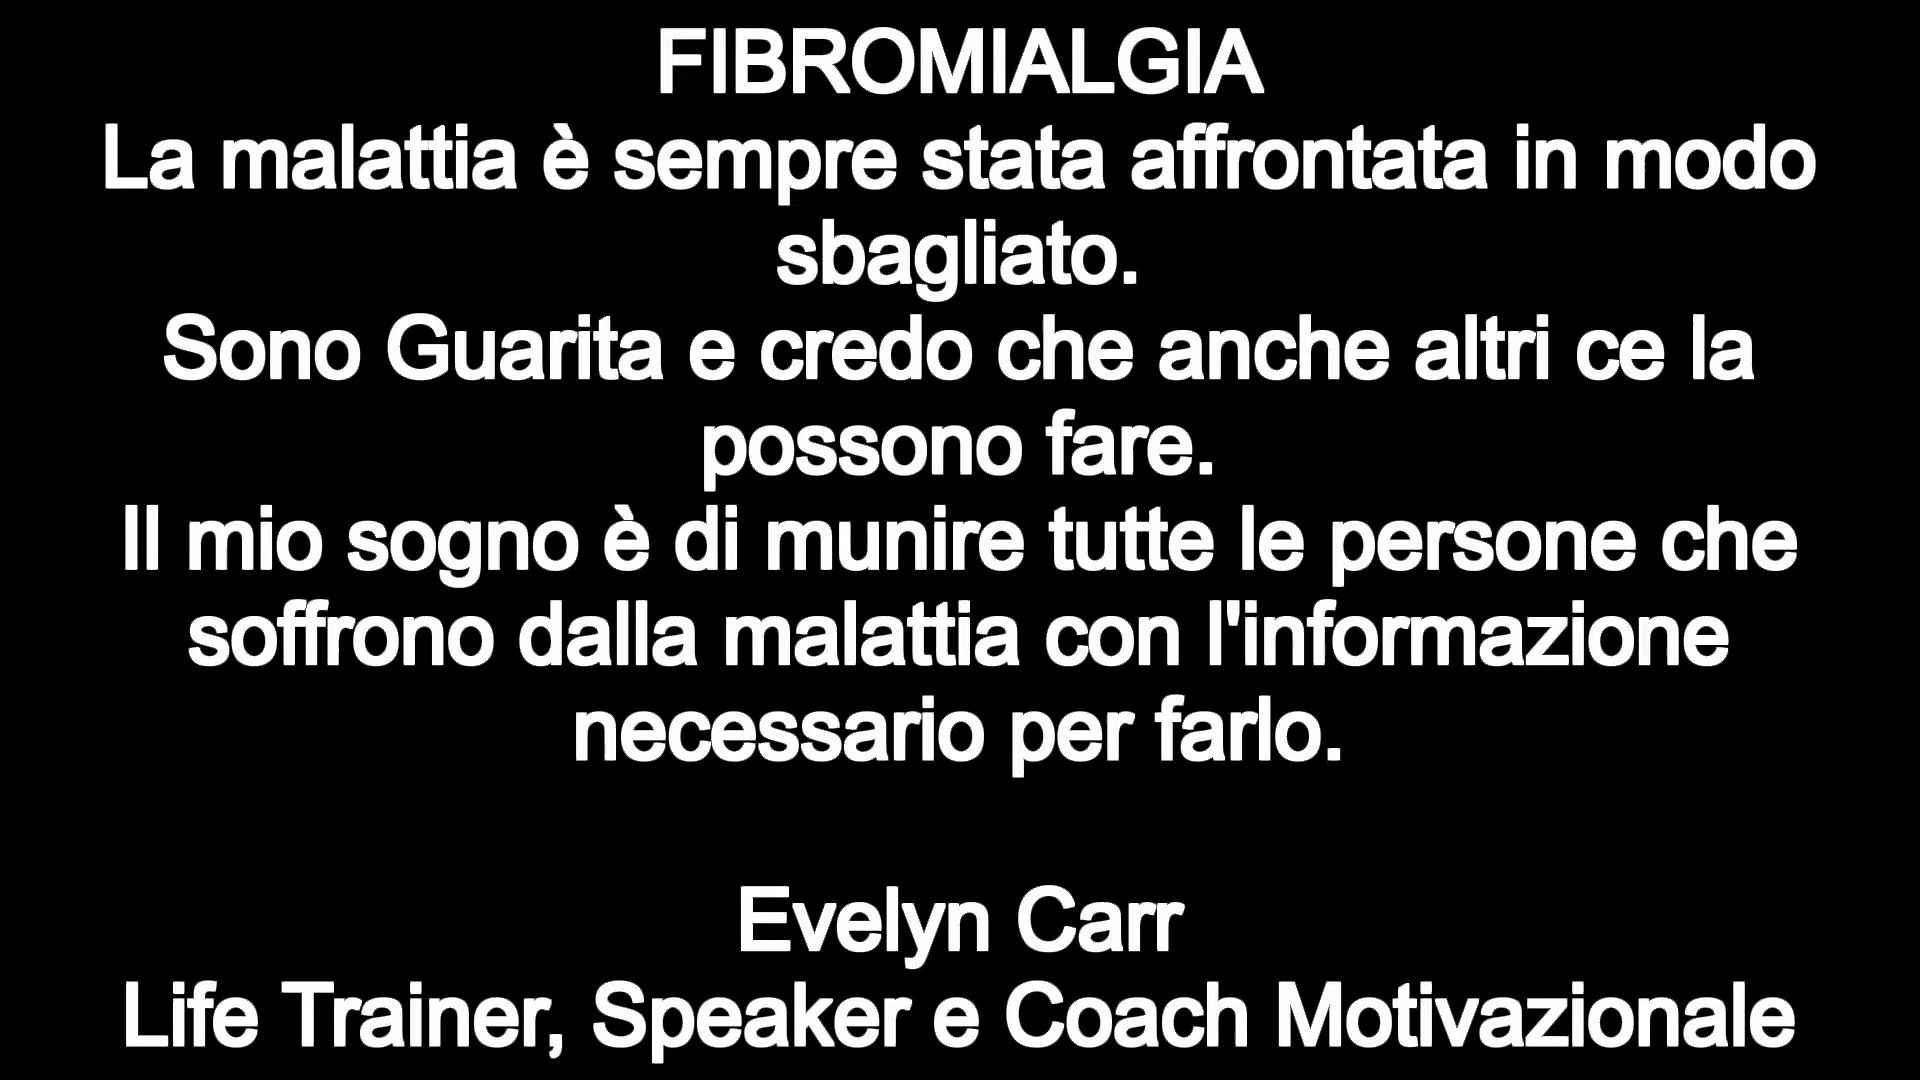 FIBROMIALGIA
La malattia è sempre stata affrontata in modo
sbagliato.
Sono Guarita e credo che anche altri ce la
possono fare.
Il mio sogno è di munire tutte le persone che
soffrono dalla malattia con l'informazione
necessario per farlo.
Evelyn Carr
Life Trainer, Speaker e Coach Motivazionale